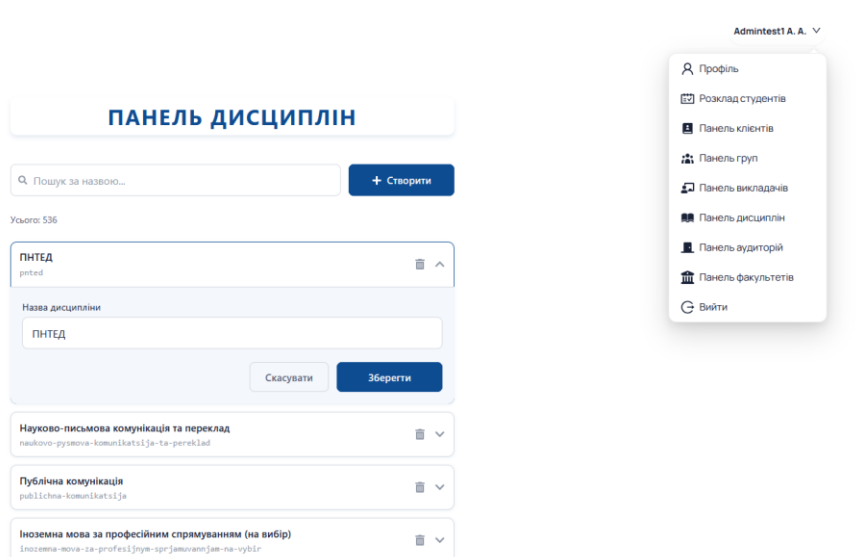 Admintest1 A. A.
Профіль
Розклад студентів
Панель клієнтів
Панель груп
Панель викладачів
Панель дисциплін
Панель аудиторій
Панель факультетів
Вийти
ПАНЕЛЬ ДИСЦИПЛІН
Пошук за назвою...
+ Створити
Усього: 536
ПНТЕД
pnted
Назва дисципліни
ПНТЕД
Скасувати
Зберегти
Науково-письмова комунікація та переклад
naukovo-pysmova-komunikatsija-ta-pereklad
Публічна комунікація
publichna-komunikatsija
Іноземна мова за професійним спрямуванням (на вибір)
inozemna-mova-za-profesijnym-sprjamuvannjam-na-vybir